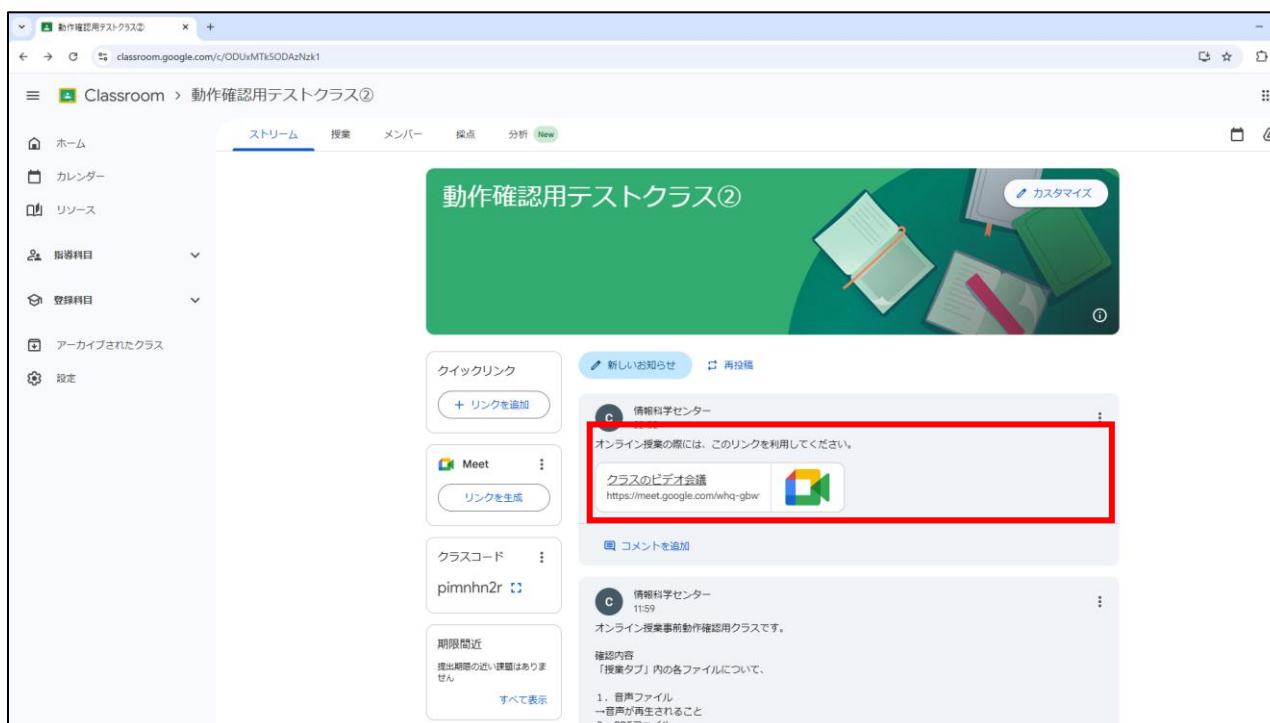 動作確認用テストクラス②
classroom.google.com/c/ODUxMTk5ODAzNzk1
Classroom > 動作確認用テストクラス②
ストリーム 授業 メンバー 採点 分析 New
ホーム
カレンダー
リソース
指導科目
登録科目
アーカイブされたクラス
設定
動作確認用テストクラス②
カスタマイズ
クイックリンク
+ リンクを追加
Meet
リンクを生成
クラスコード
pimnhn2r
期限間近
提出期限の近い課題はありま
せん
すべて表示
新しいお知らせ 再投稿
C 情報科学センター
オンライン授業の際には、このリンクを利用してください。
クラスのビデオ会議
https://meet.google.com/whq-gbw
コメントを追加
C 情報科学センター
11:59
オンライン授業事前動作確認用クラスです。
確認内容
「授業タブ」内の各ファイルについて、
1．音声ファイル
→音声が再生されること